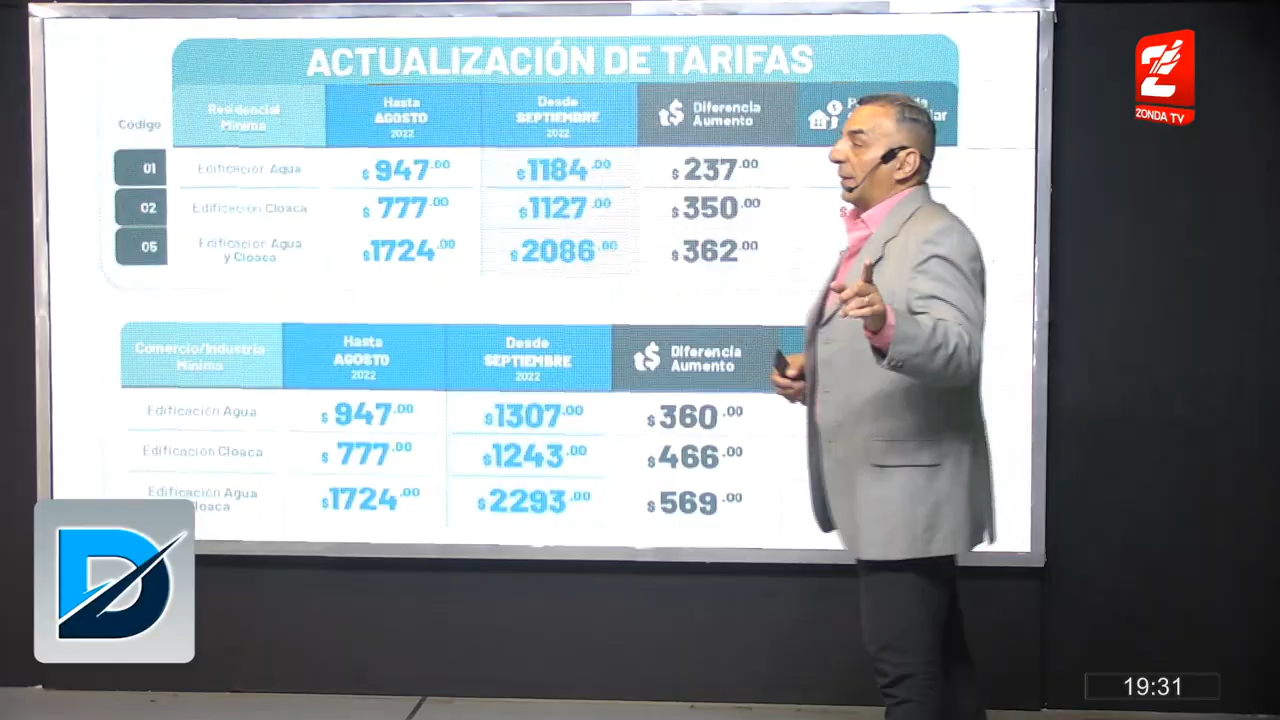 ACTUALIZACIÓN DE TARIFAS
Código
Residencial
Mínima
Hasta
AGOSTO
2022
Desde
SEPTIEMBRE
2022
Diferencia
Aumento
01 Edificación Agua $947.00 $1184.00 $237.00
02 Edificación Cloaca $777.00 $1127.00 $350.00
05 Edificación Agua
y Cloaca $1724.00 $2086.00 $362.00
Comercio/Industria
Mínima
Hasta
AGOSTO
2022
Desde
SEPTIEMBRE
2022
Diferencia
Aumento
Edificación Agua $947.00 $1307.00 $360.00
Edificación Cloaca $777.00 $1243.00 $466.00
Edificación Agua
$1724.00 $2293.00 $569.00
Z
ZONDA TV
D
19:31